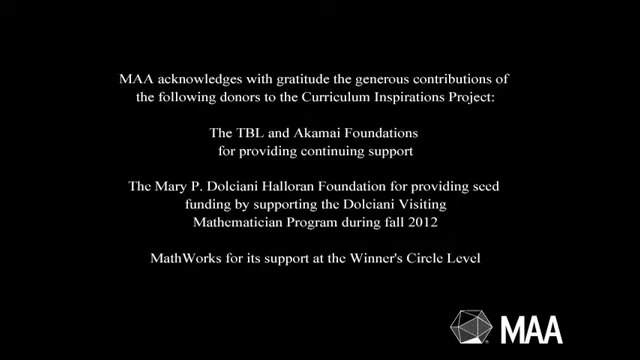 MAA acknowledges with gratitude the generous contributions of
the following donors to the Curriculum Inspirations Project:
The TBL and Akamai Foundations
for providing continuing support
The Mary P. Dolciani Halloran Foundation for providing seed
funding by supporting the Dolciani Visiting
Mathematician Program during fall 2012
MathWorks for its support at the Winner's Circle Level
MAA